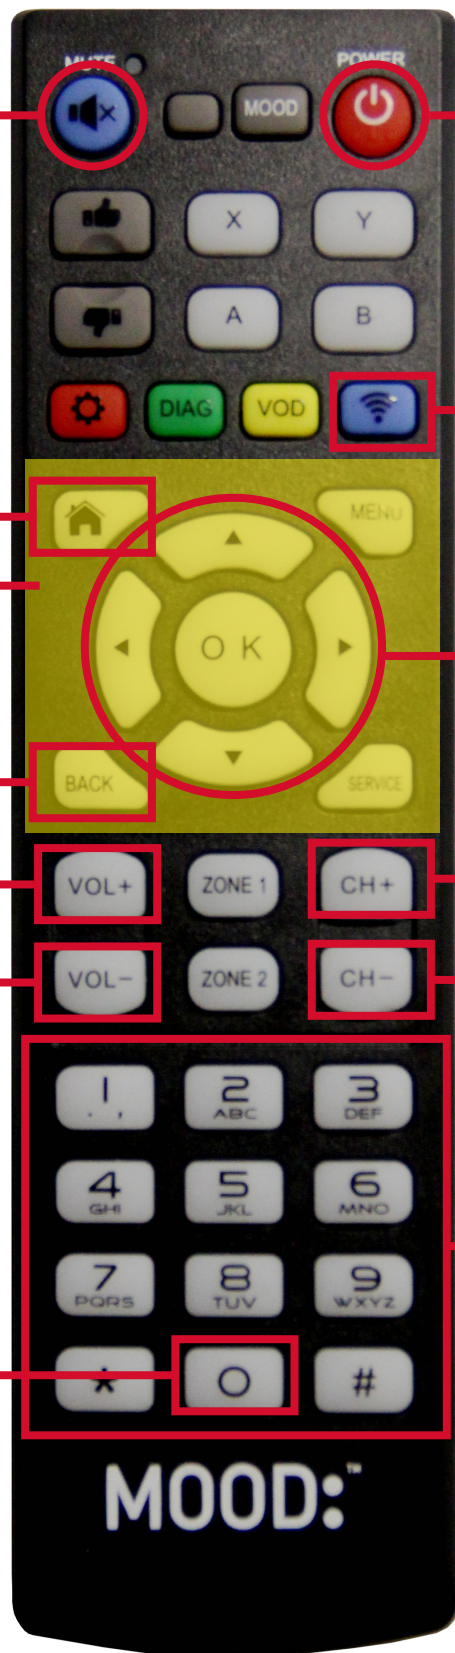 MUTE
POWER
MOOD
X
Y
A
B
DIAG
VOD
MENU
OK
BACK
SERVICE
VOL+
ZONE 1
CH+
VOL-
ZONE 2
CH-
1
. ,
2
ABC
3
DEF
4
GHI
5
JKL
6
MNO
7
PQRS
8
TUV
9
WXYZ
*
0
#
MOOD:™